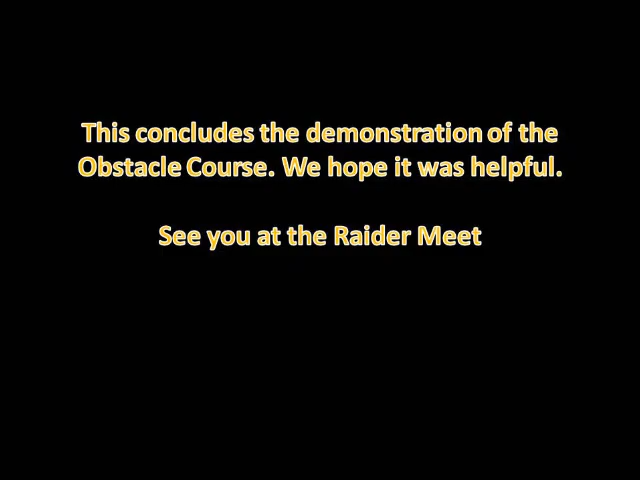 This concludes the demonstration of the
Obstacle Course. We hope it was helpful.
See you at the Raider Meet